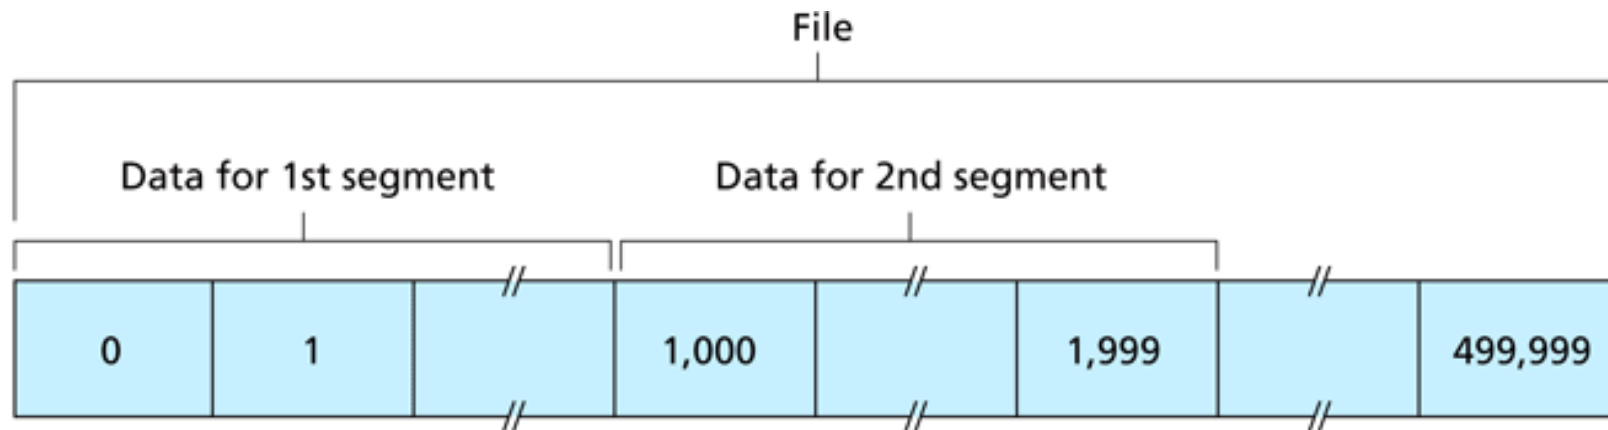 File
Data for 1st segment Data for 2nd segment
0 1 1,000 1,999 499,999